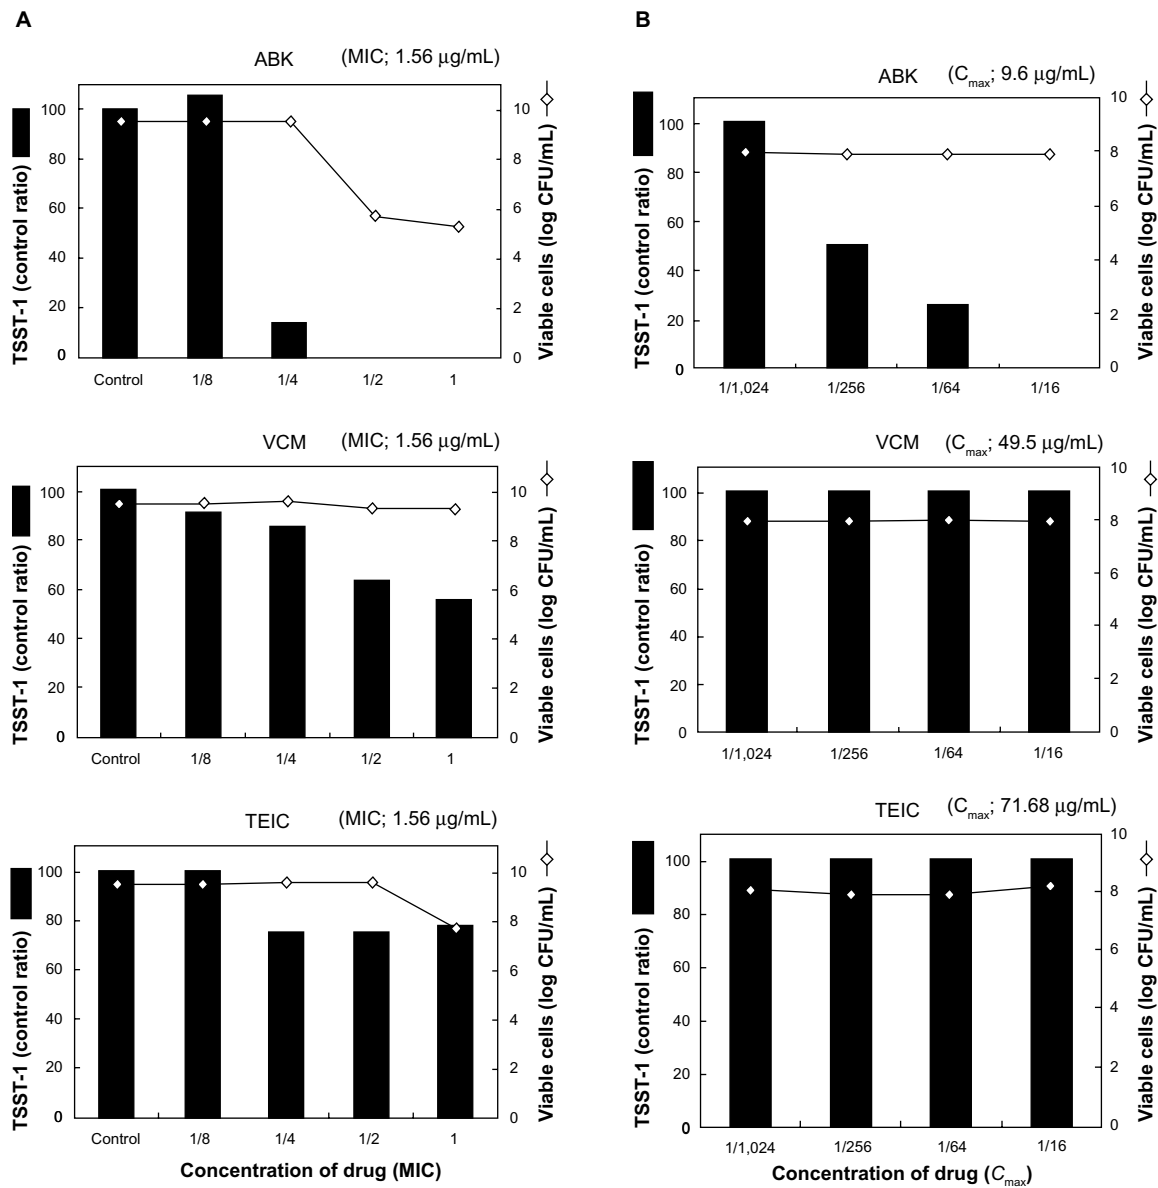 A
ABK (MIC; 1.56 μg/mL)
TSST-1 (control ratio)
100
80
60
40
20
0
10
8
6
4
2
0
Viable cells (log CFU/mL)
Control 1/8 1/4 1/2 1
VCM (MIC; 1.56 μg/mL)
TSST-1 (control ratio)
100
80
60
40
20
0
10
8
6
4
2
0
Viable cells (log CFU/mL)
Control 1/8 1/4 1/2 1
TEIC (MIC; 1.56 μg/mL)
TSST-1 (control ratio)
100
80
60
40
20
0
10
8
6
4
2
0
Viable cells (log CFU/mL)
Control 1/8 1/4 1/2 1
Concentration of drug (MIC)
B
ABK (Cmax; 9.6 μg/mL)
TSST-1 (control ratio)
100
80
60
40
20
0
10
8
6
4
2
0
Viable cells (log CFU/mL)
1/1,024 1/256 1/64 1/16
VCM (Cmax; 49.5 μg/mL)
TSST-1 (control ratio)
100
80
60
40
20
0
10
8
6
4
2
0
Viable cells (log CFU/mL)
1/1,024 1/256 1/64 1/16
TEIC (Cmax; 71.68 μg/mL)
TSST-1 (control ratio)
100
80
60
40
20
0
10
8
6
4
2
0
Viable cells (log CFU/mL)
1/1,024 1/256 1/64 1/16
Concentration of drug (Cmax)